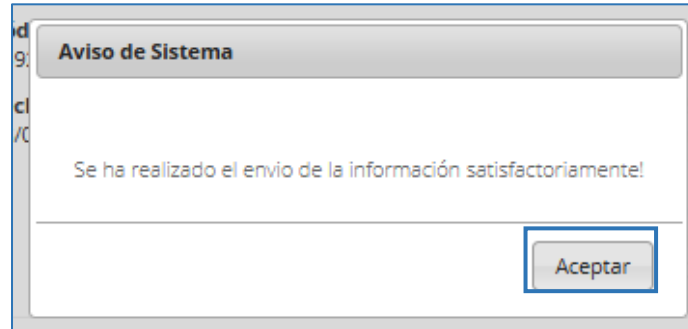 Aviso de Sistema
Se ha realizado el envio de la información satisfactoriamente!
Aceptar